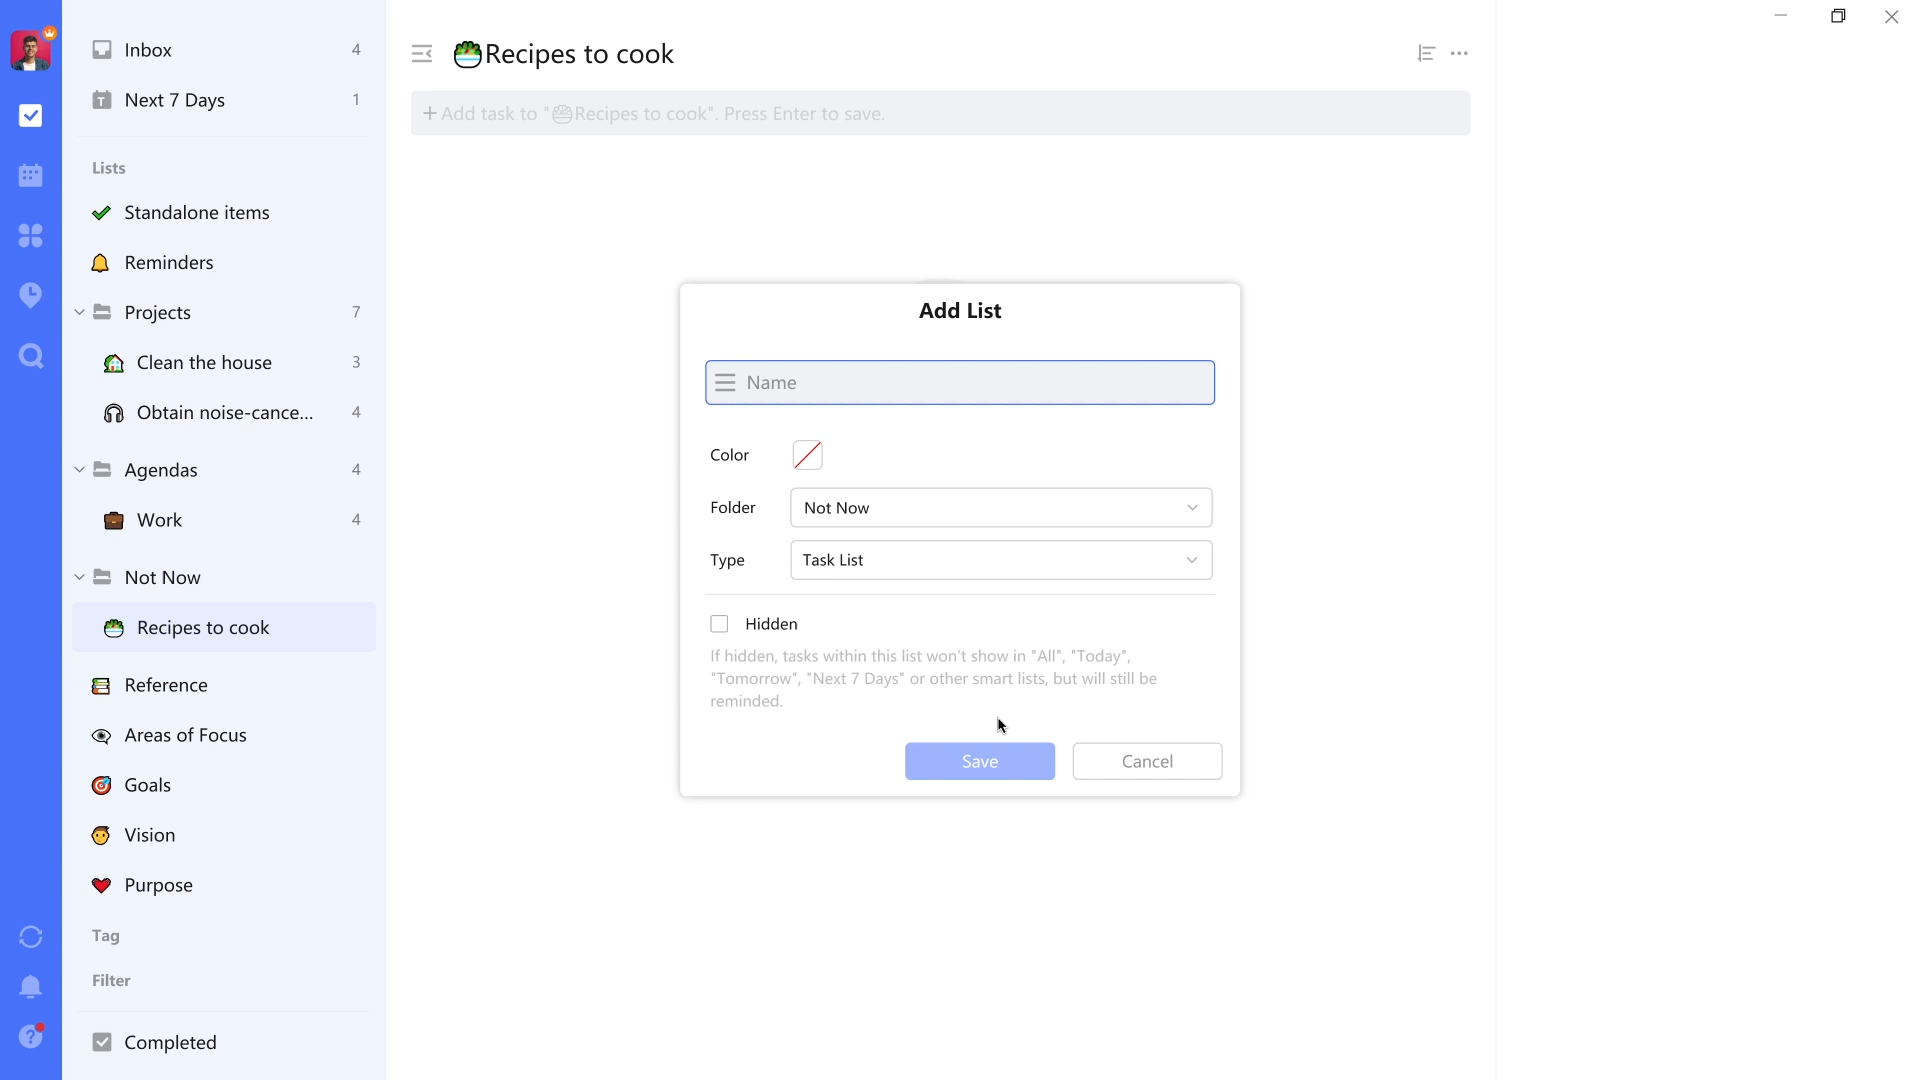 Inbox 4
Next 7 Days 1
Lists
Standalone items
Reminders
Projects 7
Clean the house 3
Obtain noise-cance... 4
Agendas 4
Work 4
Not Now
Recipes to cook
Reference
Areas of Focus
Goals
Vision
Purpose
Tag
Filter
Completed
Recipes to cook
+ Add task to "Recipes to cook". Press Enter to save.
Add List
Name
Color
Folder Not Now
Type Task List
Hidden
If hidden, tasks within this list won't show in "All", "Today",
"Tomorrow", "Next 7 Days" or other smart lists, but will still be
reminded.
Save Cancel